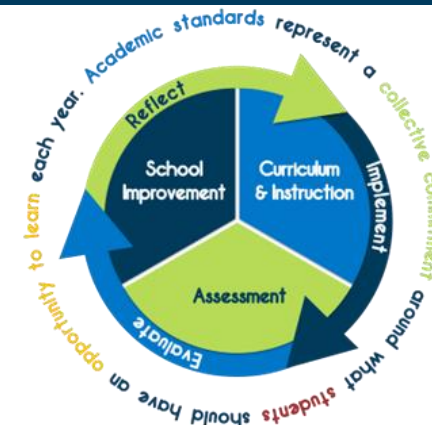 Academic standards represent a collective commitment around what students should have an opportunity to learn each year.
Reflect
Implement
Evaluate
School
Improvement
Curriculum
& Instruction
Assessment